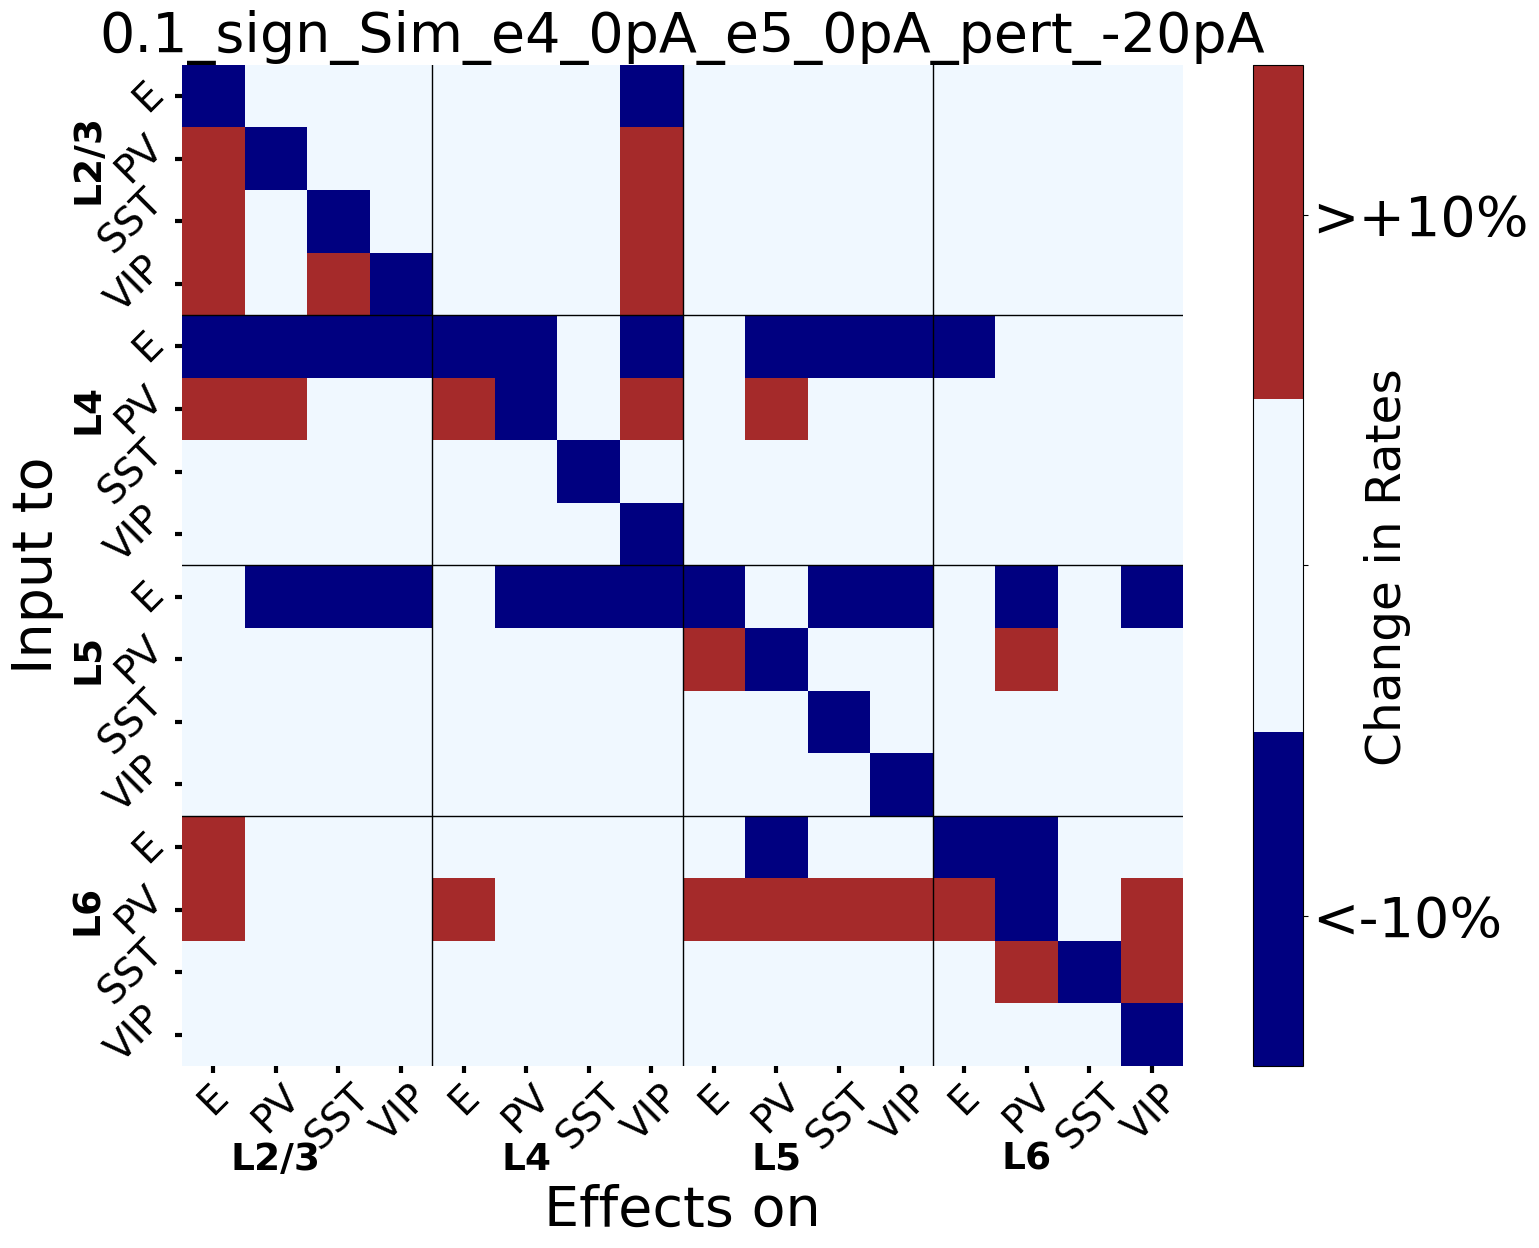 0.1_sign_Sim_e4_0pA_e5_0pA_pert_-20pA
Input to
L2/3
E
PV
SST
VIP
L4
E
PV
SST
VIP
L5
E
PV
SST
VIP
L6
E
PV
SST
VIP
E PV SST VIP E PV SST VIP E PV SST VIP E PV SST VIP
L2/3 L4 L5 L6
Effects on
>+10%
<-10%
Change in Rates